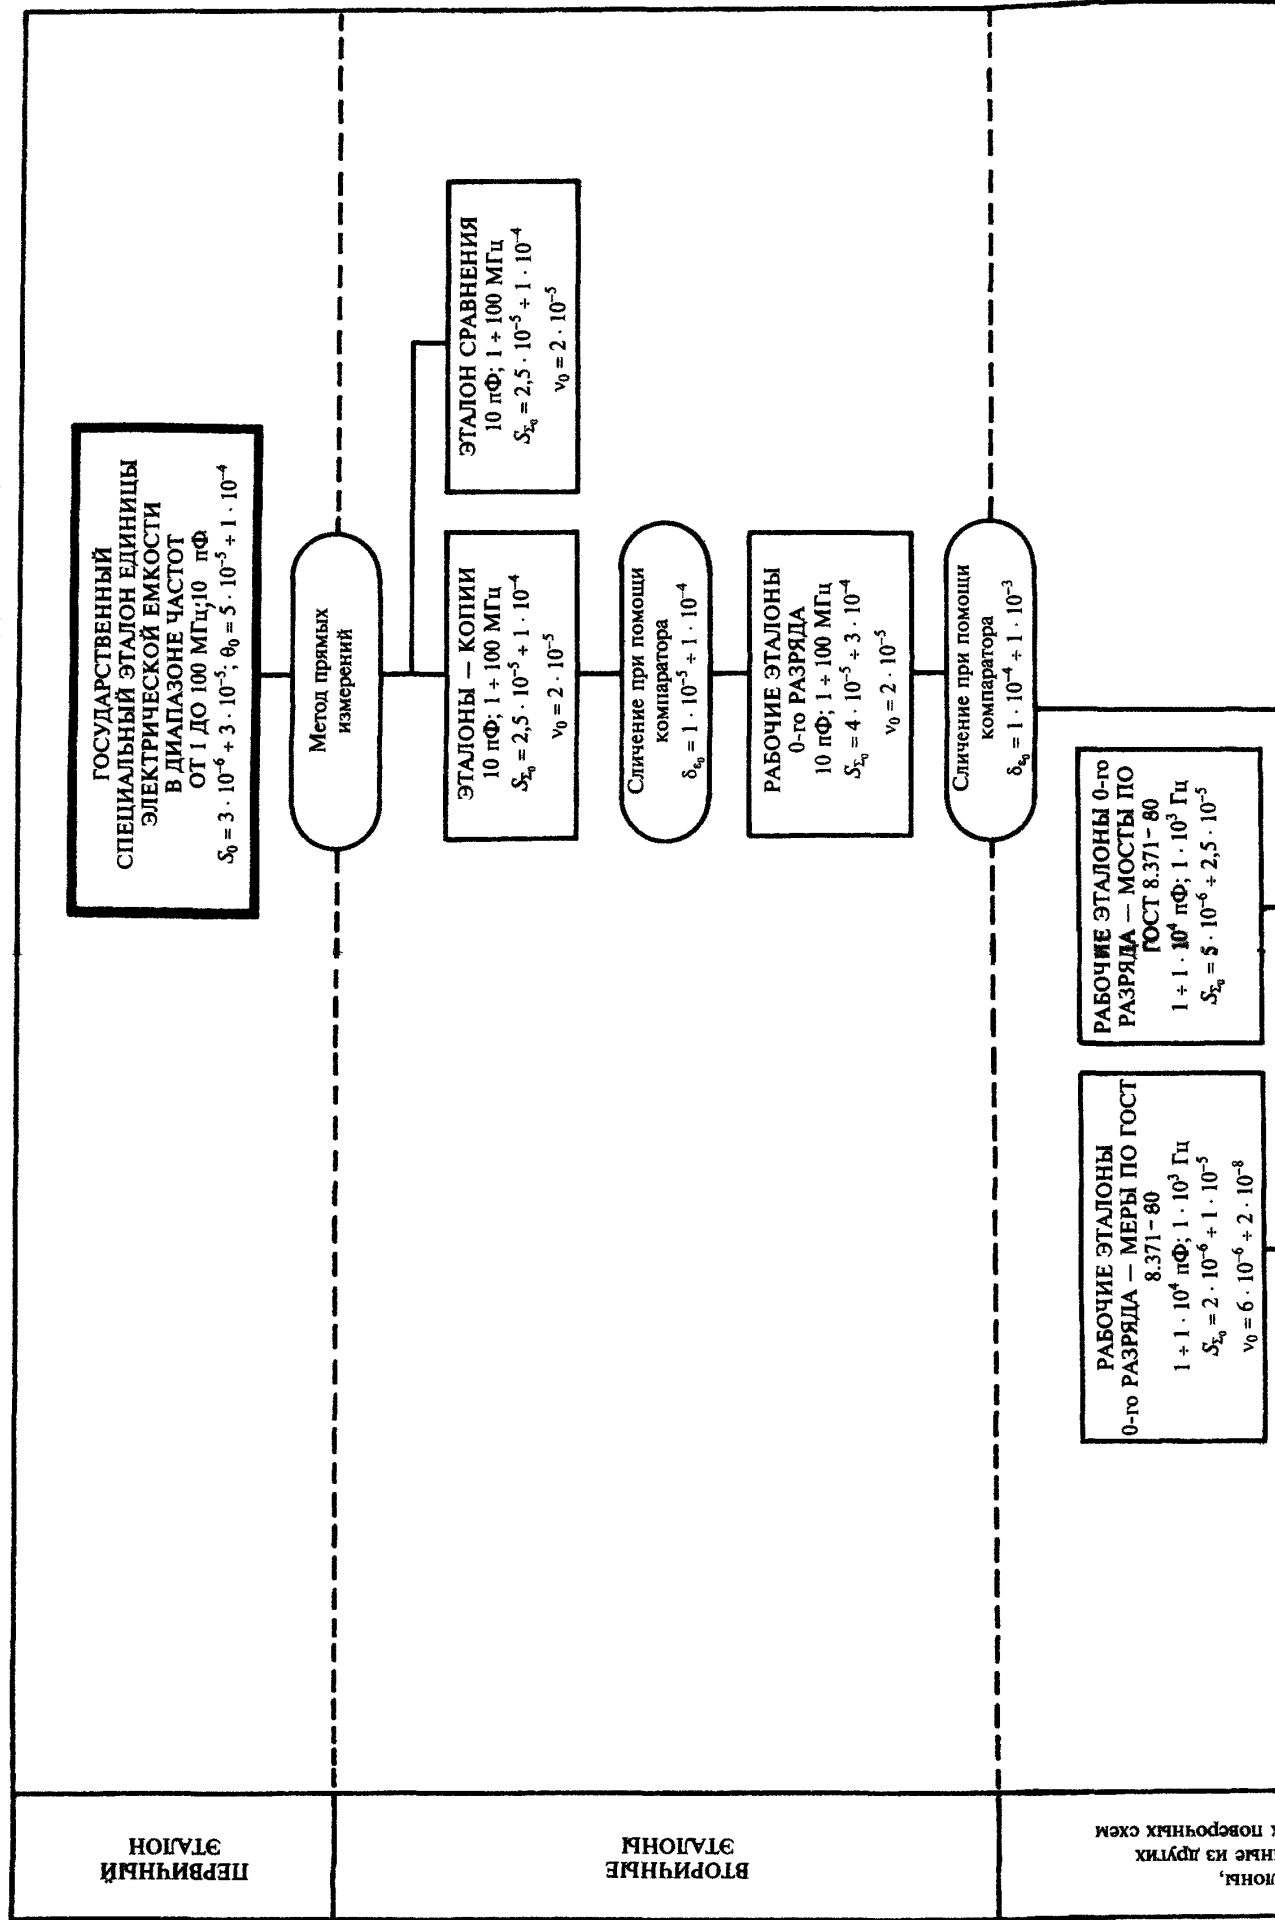 ПЕРВИЧНЫЙ
ЭТАЛОН
ГОСУДАРСТВЕННЫЙ
СПЕЦИАЛЬНЫЙ ЭТАЛОН ЕДИНИЦЫ
ЭЛЕКТРИЧЕСКОЙ ЕМКОСТИ
В ДИАПАЗОНЕ ЧАСТОТ
ОТ 1 ДО 100 МГц;10 пФ
S₀ = 3 · 10⁻⁶ ÷ 3 · 10⁻⁵; θ₀ = 5 · 10⁻⁵ ÷ 1 · 10⁻⁴
Метод прямых
измерений
ВТОРИЧНЫЕ
ЭТАЛОНЫ
ЭТАЛОНЫ — КОПИИ
10 пФ; 1 ÷ 100 МГц
S_Σ₀ = 2,5 · 10⁻⁵ ÷ 1 · 10⁻⁴
ν₀ = 2 · 10⁻⁵
ЭТАЛОН СРАВНЕНИЯ
10 пФ; 1 ÷ 100 МГц
S_Σ₀ = 2,5 · 10⁻⁵ ÷ 1 · 10⁻⁴
ν₀ = 2 · 10⁻⁵
Сличение при помощи
компаратора
δ_ε₀ = 1 · 10⁻⁵ ÷ 1 · 10⁻⁴
РАБОЧИЕ ЭТАЛОНЫ
0-го РАЗРЯДА
10 пФ; 1 ÷ 100 МГц
S_Σ₀ = 4 · 10⁻⁵ ÷ 3 · 10⁻⁴
ν₀ = 2 · 10⁻⁵
Сличение при помощи
компаратора
δ_ε₀ = 1 · 10⁻⁴ ÷ 1 · 10⁻³
из других
поверочных схем
РАБОЧИЕ ЭТАЛОНЫ
0-го РАЗРЯДА — МЕРЫ ПО ГОСТ
8.371–80
1 ÷ 1 · 10⁴ пФ; 1 · 10³ Гц
S_Σ₀ = 2 · 10⁻⁶ ÷ 1 · 10⁻⁵
ν₀ = 6 · 10⁻⁶ ÷ 2 · 10⁻⁸
РАБОЧИЕ ЭТАЛОНЫ 0-го
РАЗРЯДА — МОСТЫ ПО
ГОСТ 8.371–80
1 ÷ 1 · 10⁴ пФ; 1 · 10³ Гц
S_Σ₀ = 5 · 10⁻⁶ ÷ 2,5 · 10⁻⁵